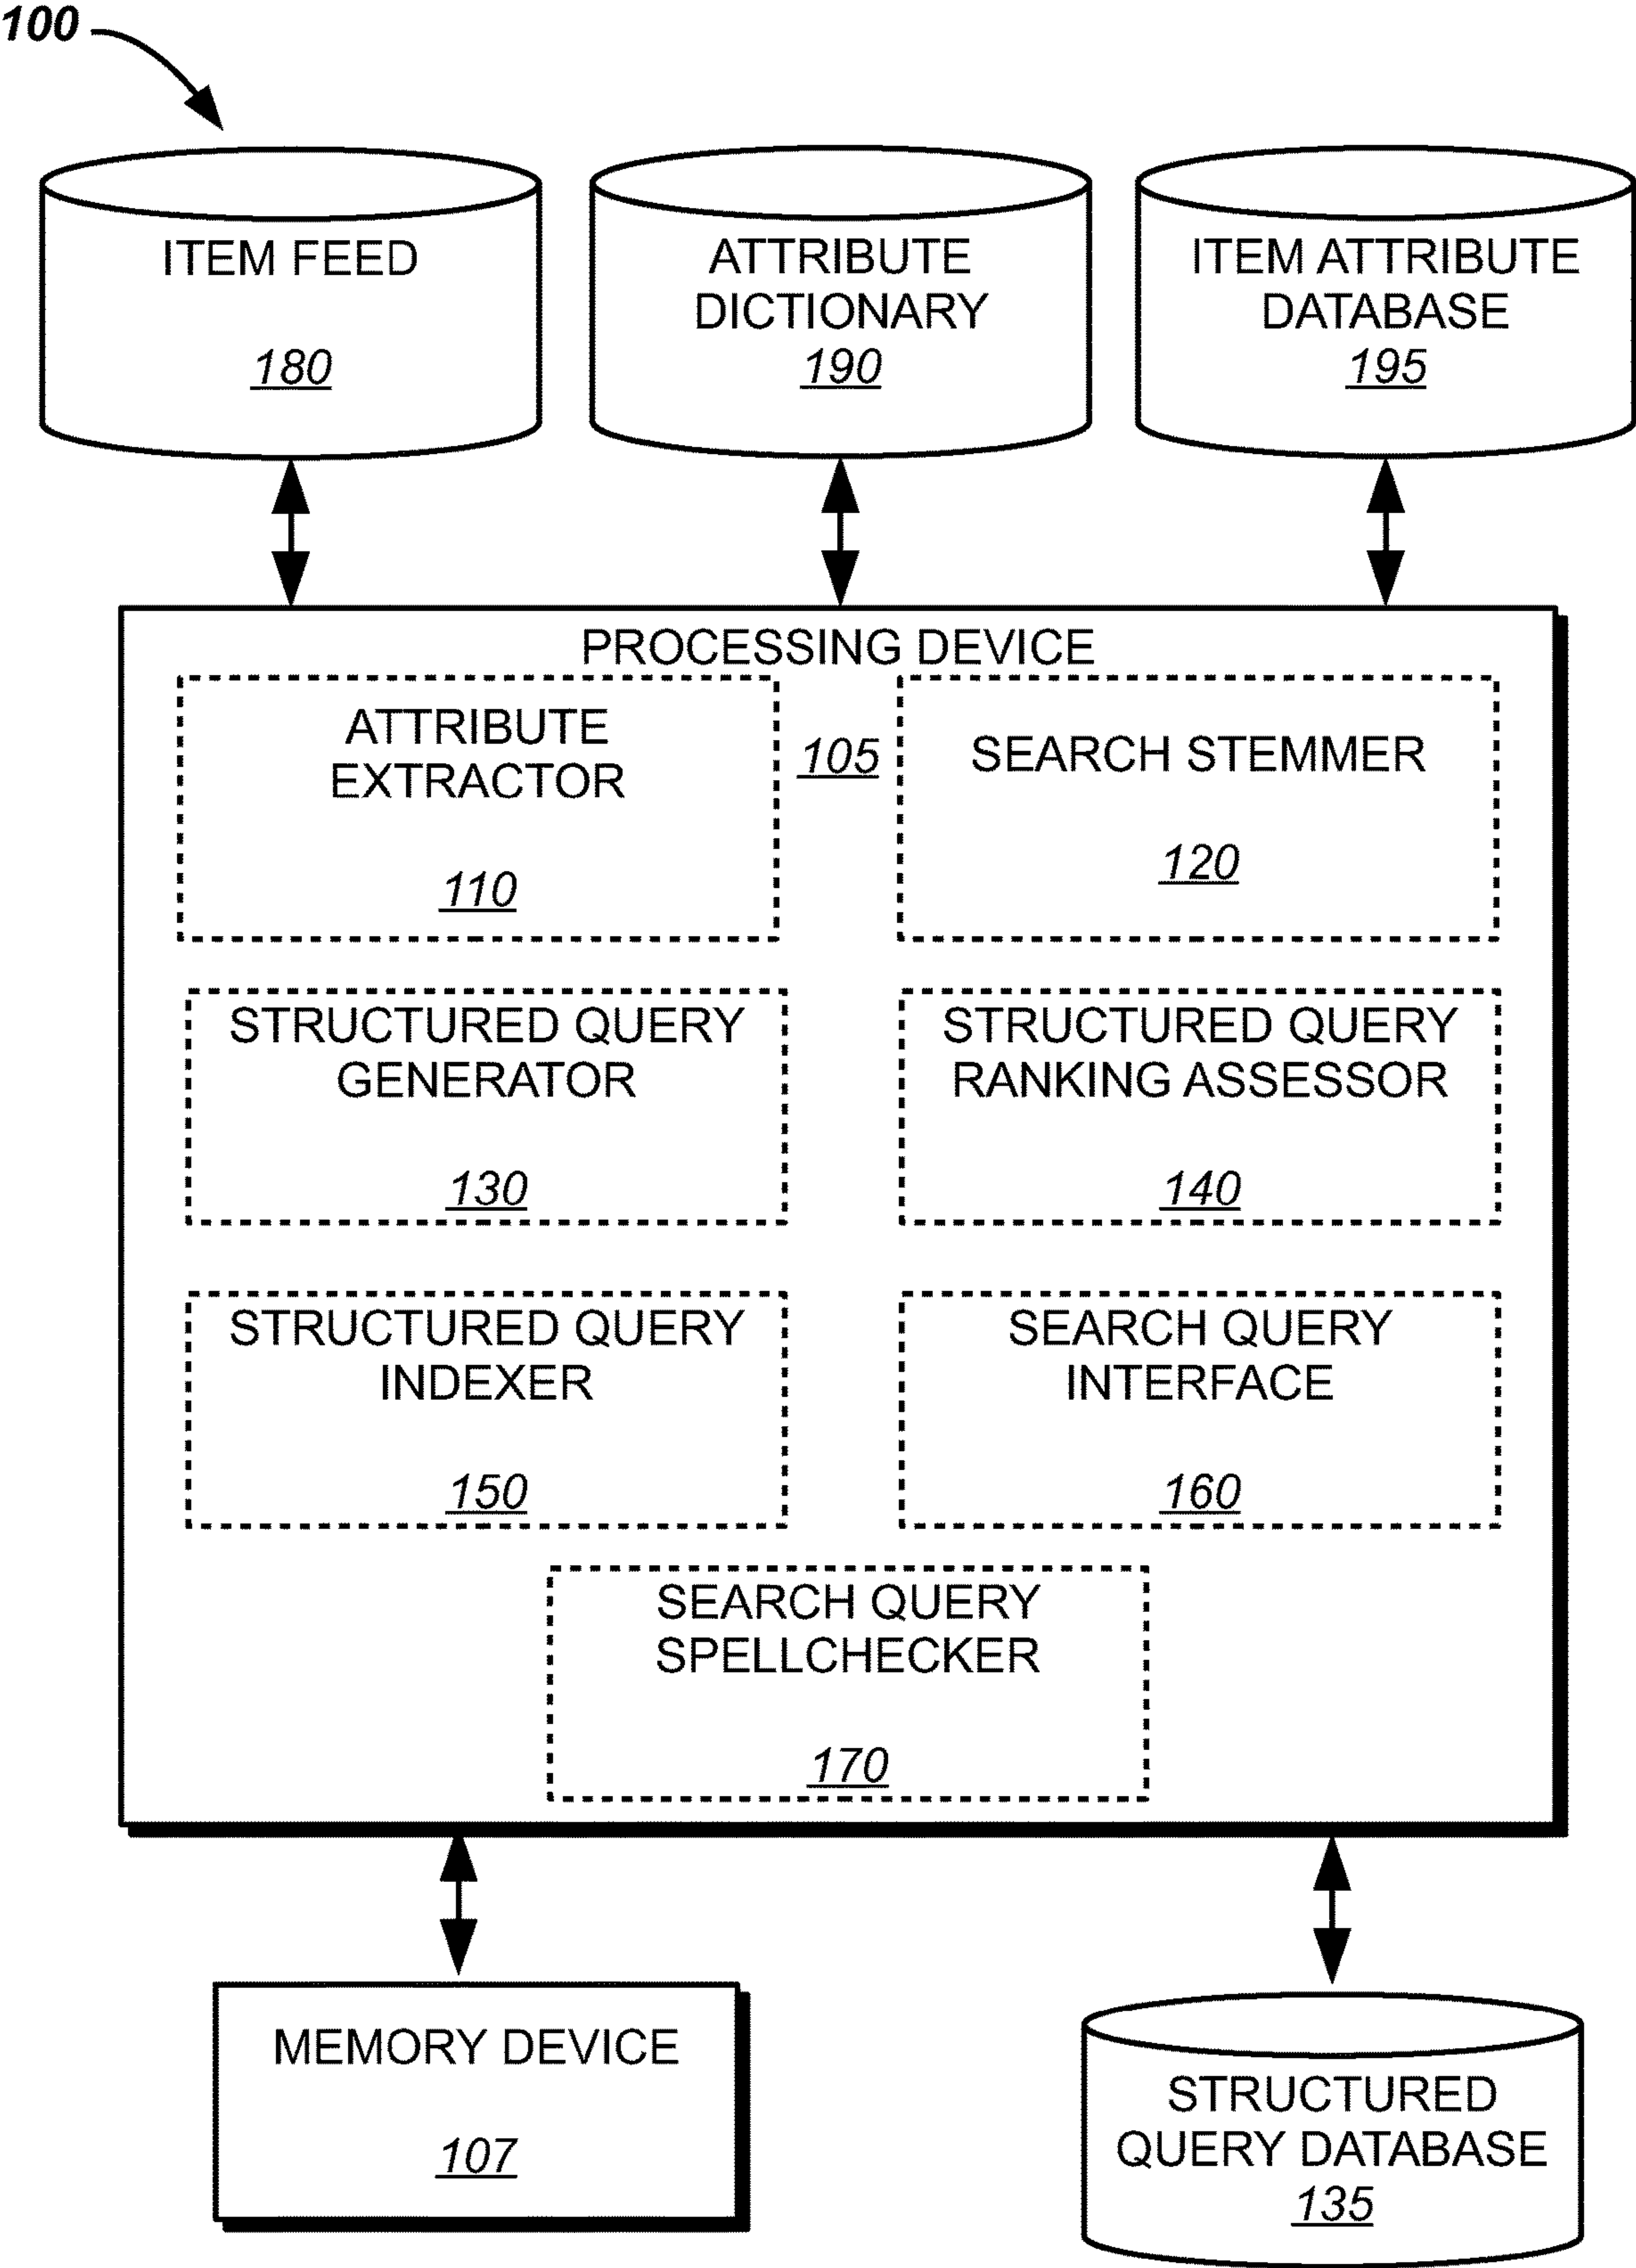 100
ITEM FEED
180
ATTRIBUTE
DICTIONARY
190
ITEM ATTRIBUTE
DATABASE
195
PROCESSING DEVICE
105
ATTRIBUTE
EXTRACTOR
110
SEARCH STEMMER
120
STRUCTURED QUERY
GENERATOR
130
STRUCTURED QUERY
RANKING ASSESSOR
140
STRUCTURED QUERY
INDEXER
150
SEARCH QUERY
INTERFACE
160
SEARCH QUERY
SPELLCHECKER
170
MEMORY DEVICE
107
STRUCTURED
QUERY DATABASE
135